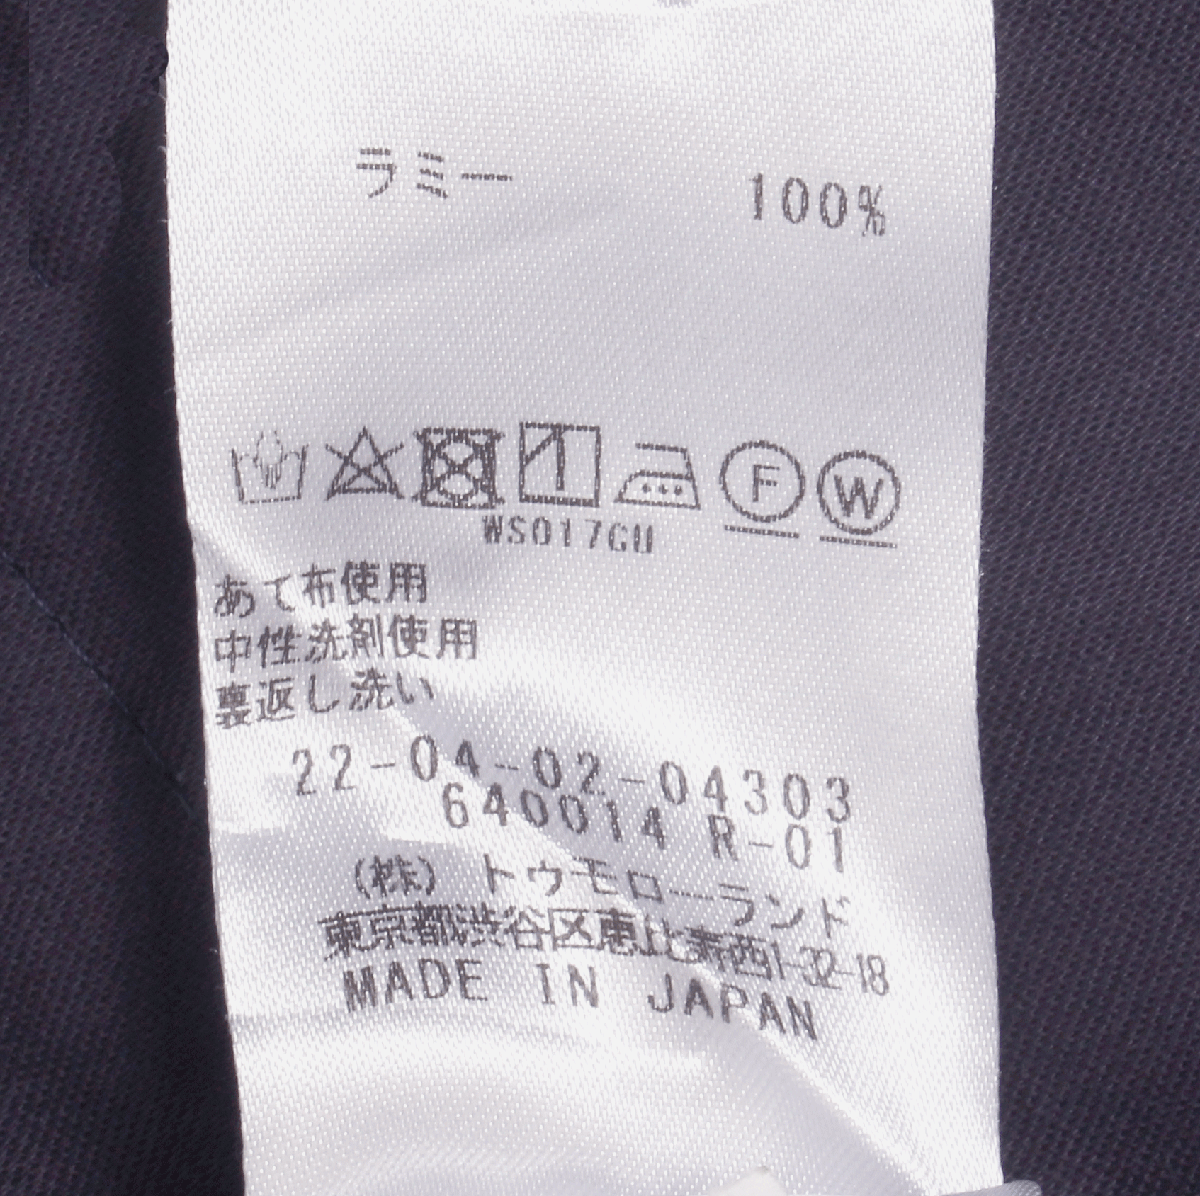 ラミー 100%
F W
WS017GU
あて布使用
中性洗剤使用
裏返し洗い
22-04-02-04303
640014 R-01
(株) トゥモローランド
東京都渋谷区恵比寿西1-32-18
MADE IN JAPAN